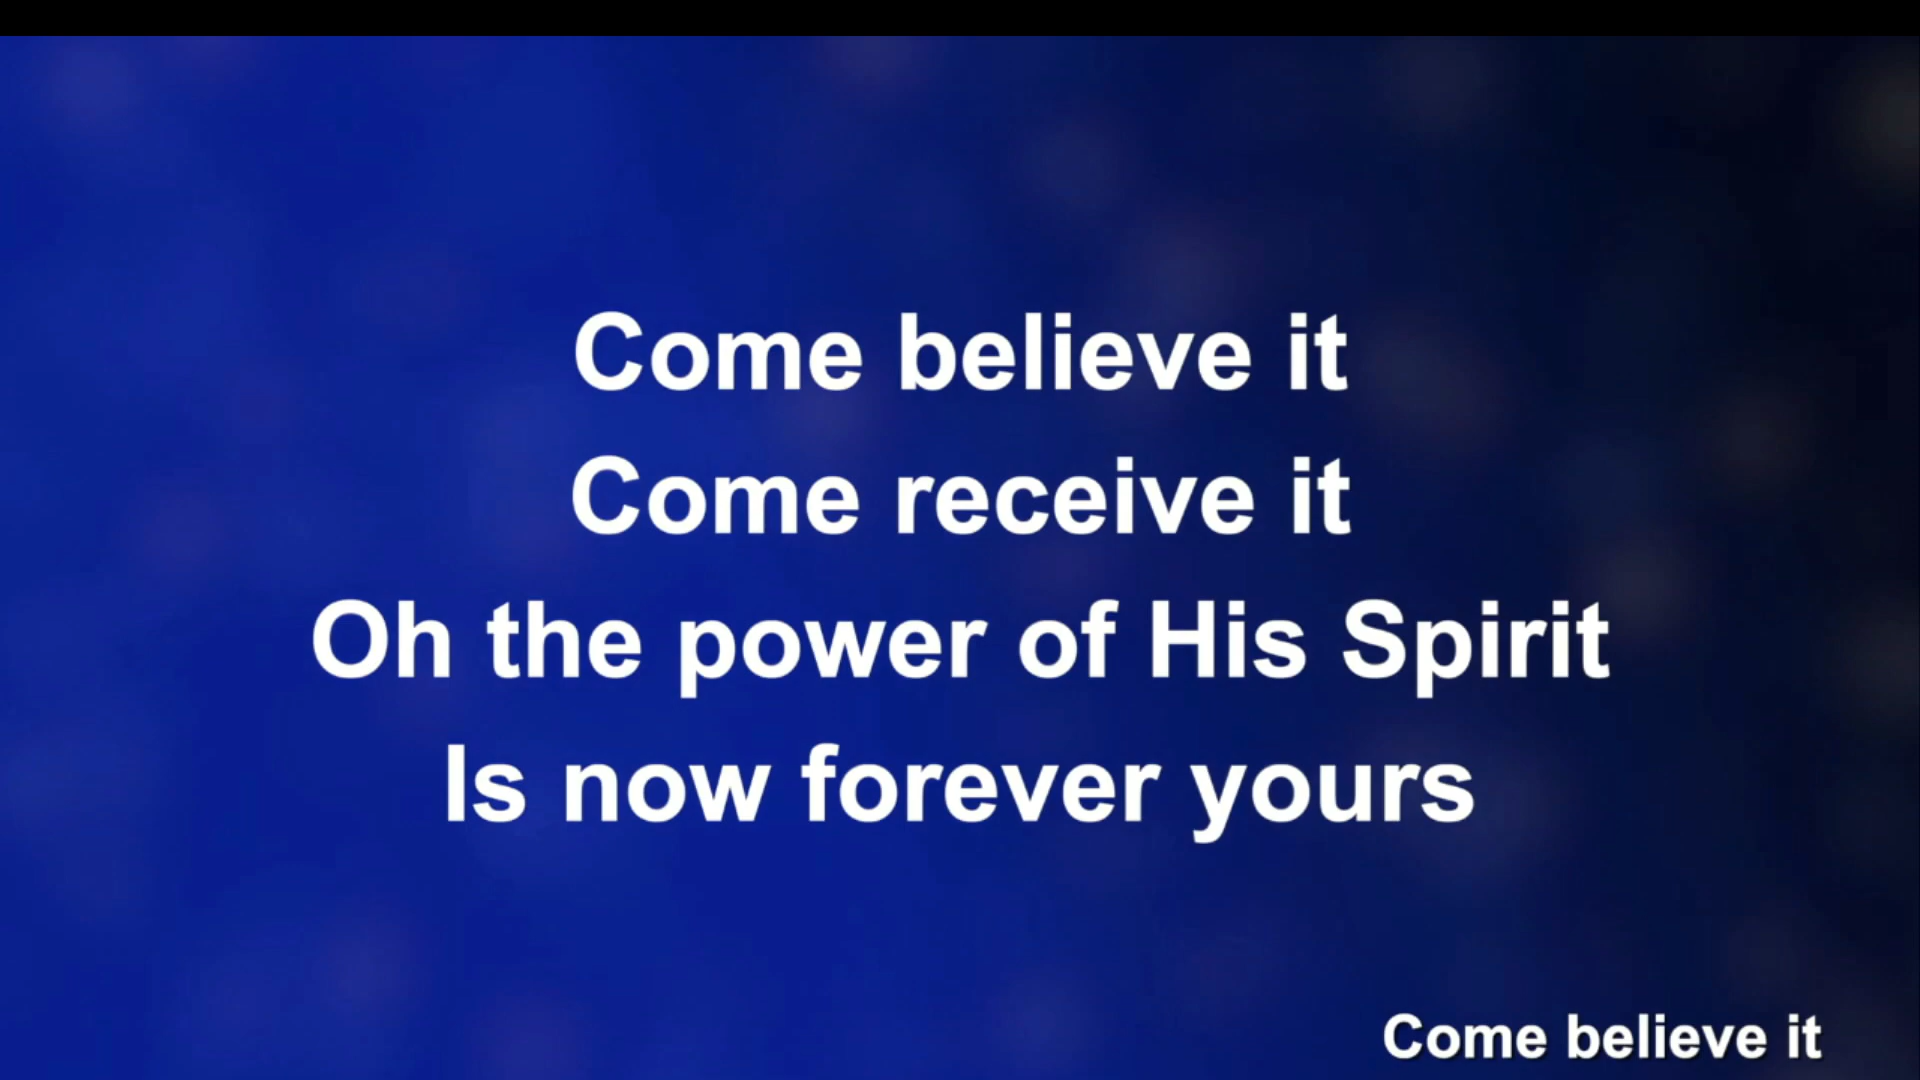 Come believe it
Come receive it
Oh the power of His Spirit
Is now forever yours
Come believe it